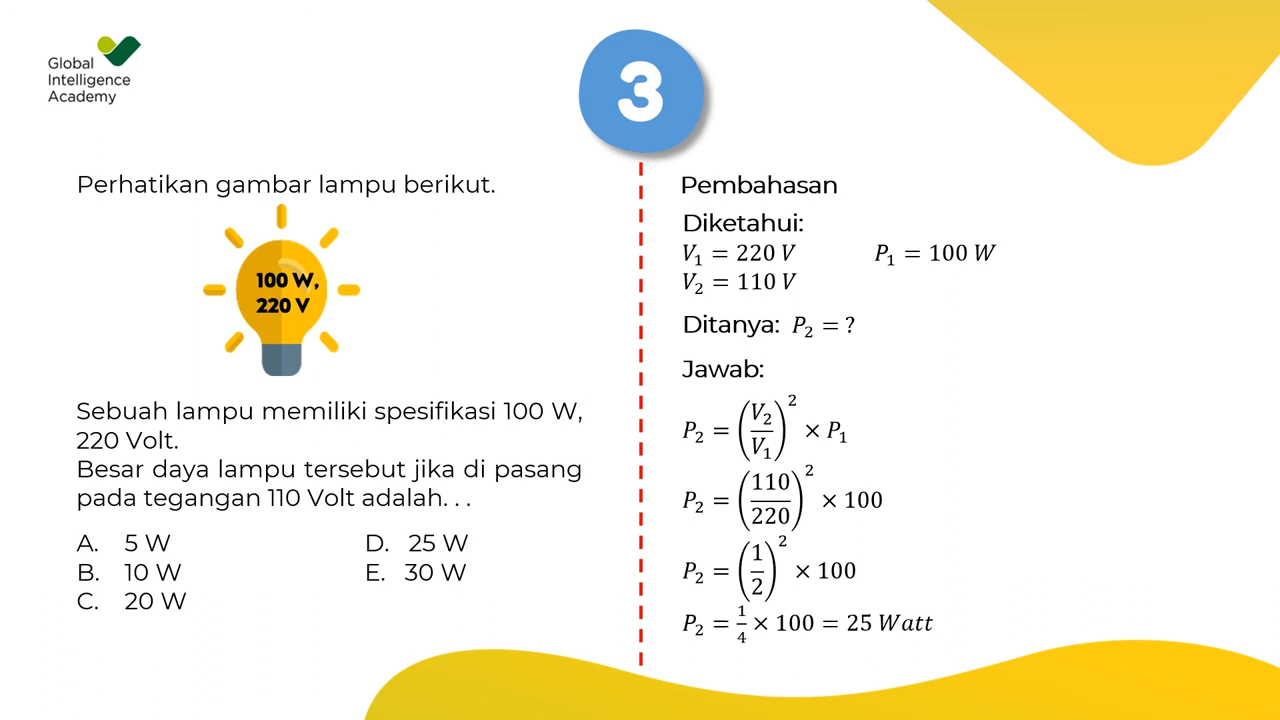 Global
Intelligence
Academy
3
Perhatikan gambar lampu berikut.
100 W,
220 V
Sebuah lampu memiliki spesifikasi 100 W,
220 Volt.
Besar daya lampu tersebut jika di pasang
pada tegangan 110 Volt adalah. . .
A. 5 W
B. 10 W
C. 20 W
D. 25 W
E. 30 W
Pembahasan
Diketahui:
V₁ = 220 V P₁ = 100 W
V₂ = 110 V
Ditanya: P₂ = ?
Jawab:
P₂ = (V₂/V₁)² × P₁
P₂ = (110/220)² × 100
P₂ = (1/2)² × 100
P₂ = 1/4 × 100 = 25 Watt